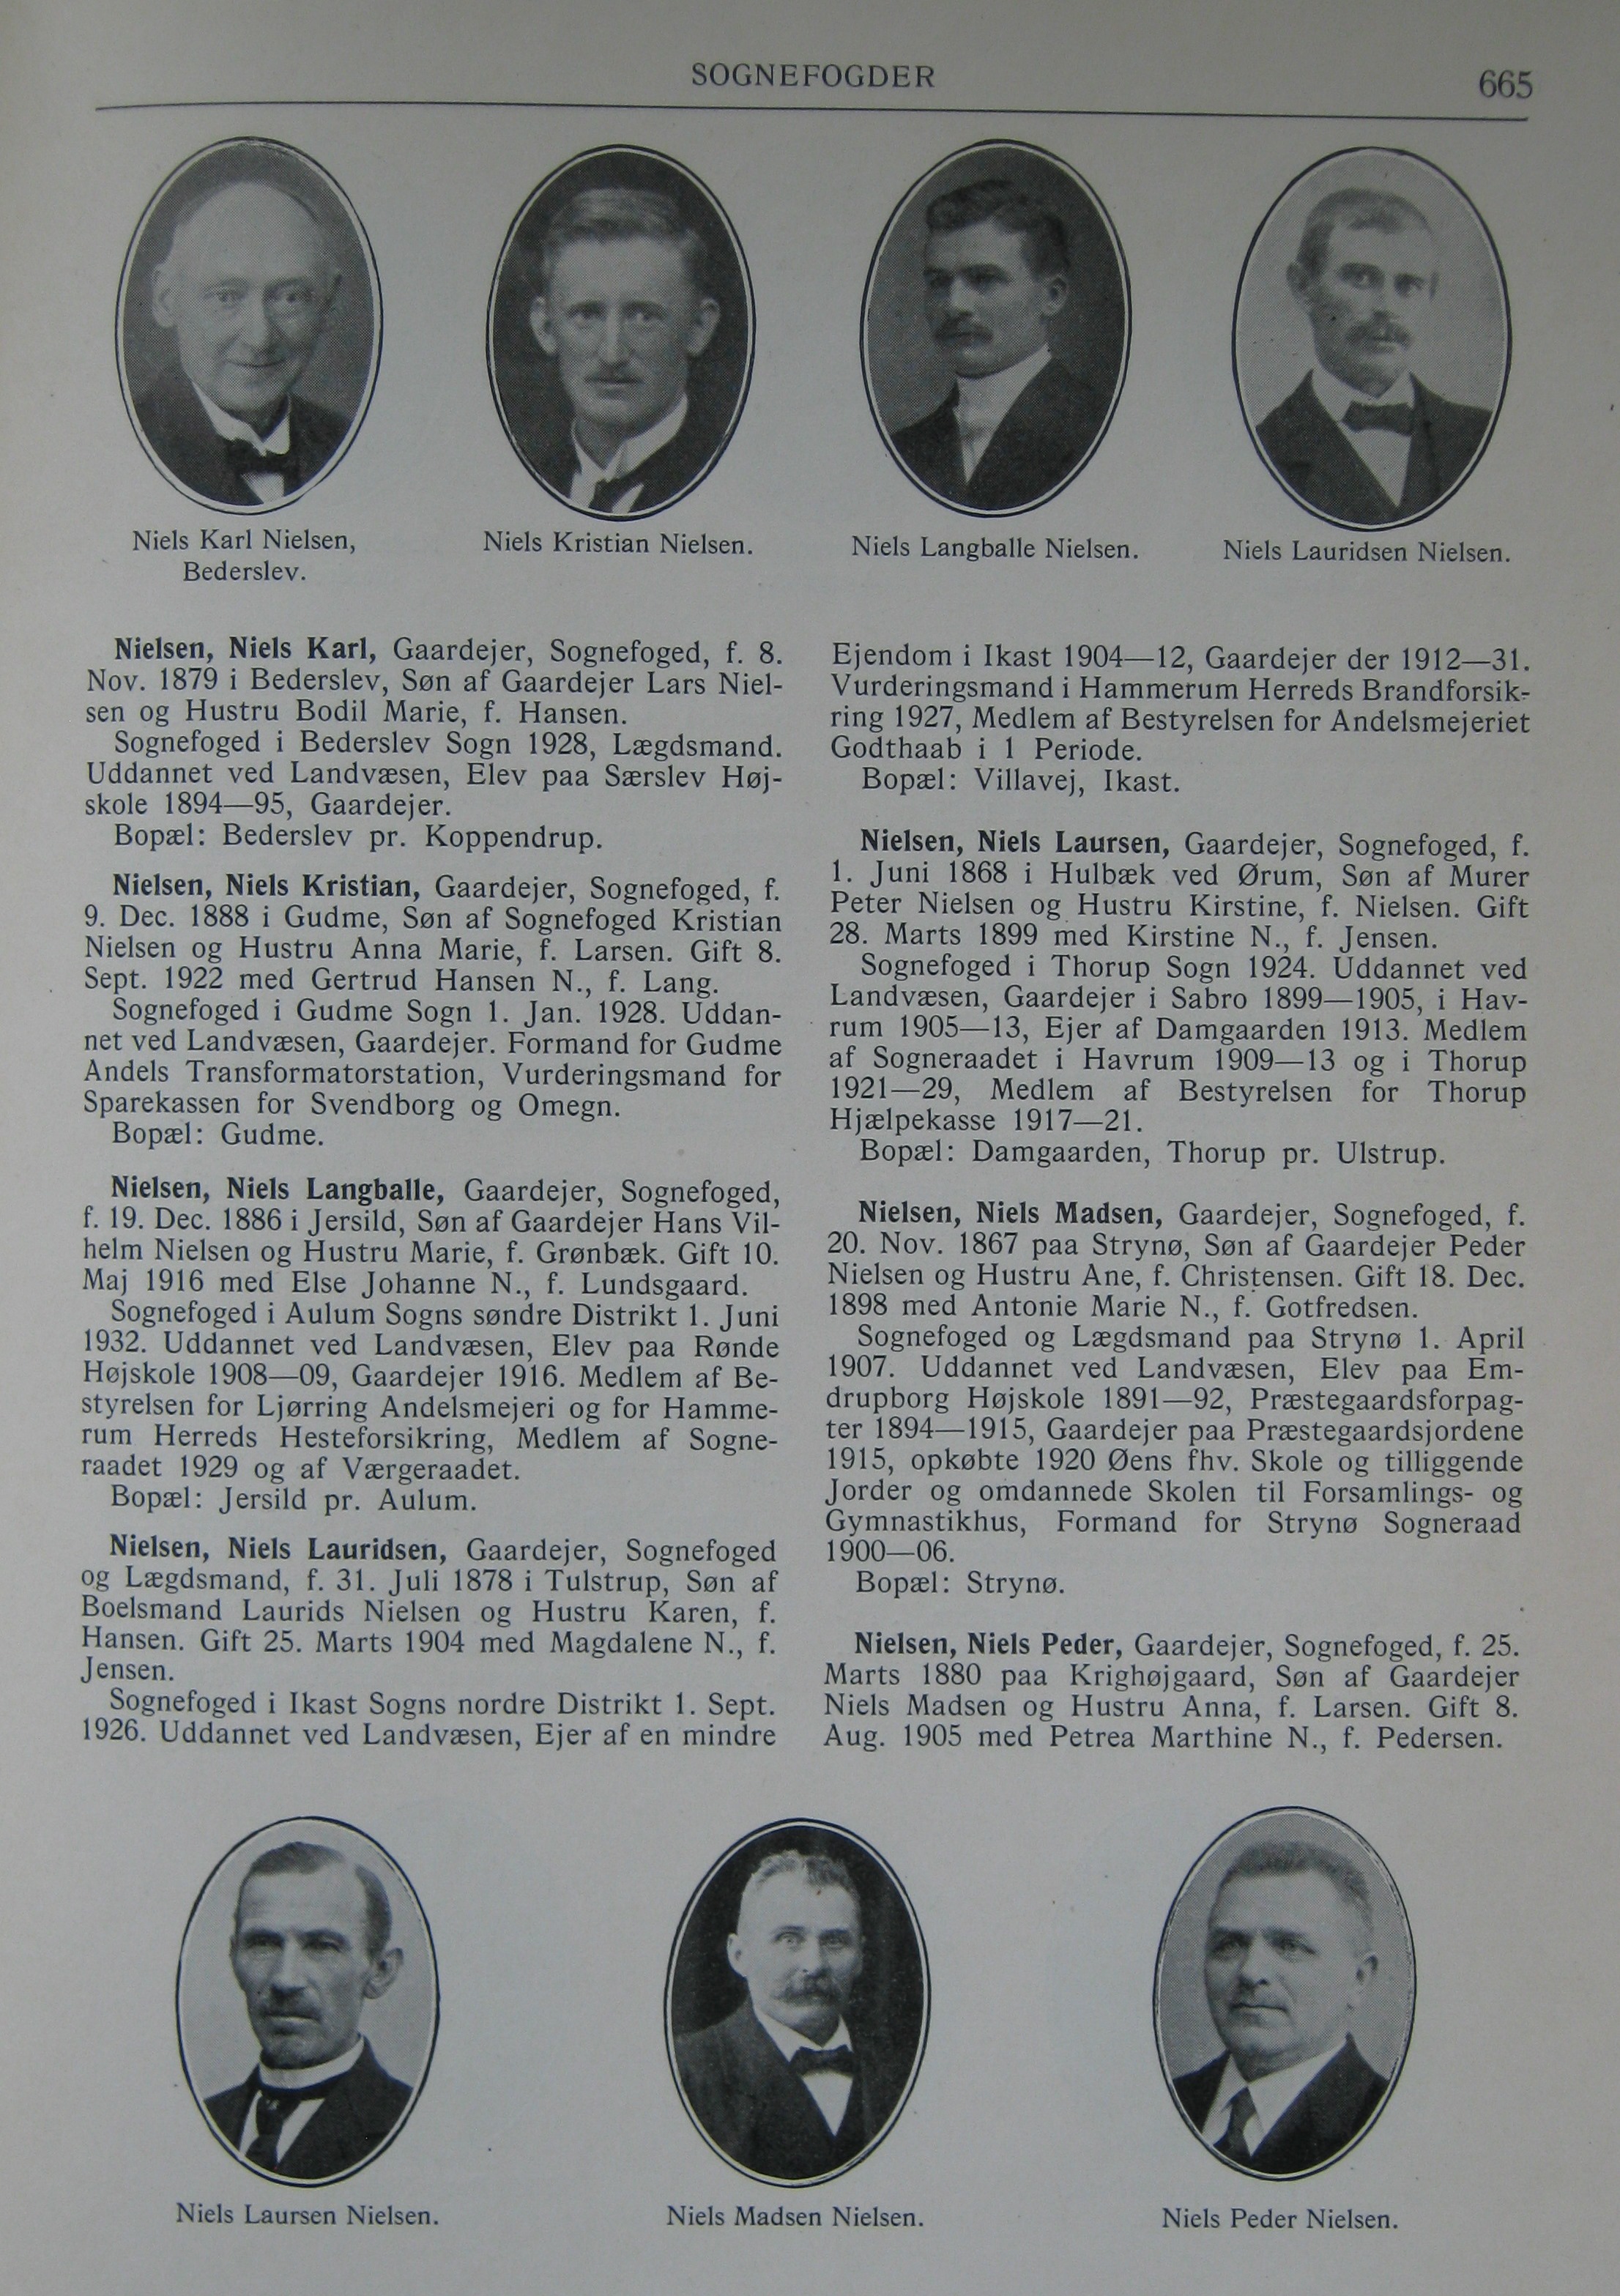 SOGNEFOGDER
665
Niels Karl Nielsen,
Bederslev.
Niels Kristian Nielsen.
Niels Langballe Nielsen.
Niels Lauridsen Nielsen.
Nielsen, Niels Karl, Gaardejer, Sognefoged, f. 8.
Nov. 1879 i Bederslev, Søn af Gaardejer Lars Niel-
sen og Hustru Bodil Marie, f. Hansen.
Sognefoged i Bederslev Sogn 1928, Lægdsmand.
Uddannet ved Landvæsen, Elev paa Særslev Høj-
skole 1894—95, Gaardejer.
Bopæl: Bederslev pr. Koppendrup.
Nielsen, Niels Kristian, Gaardejer, Sognefoged, f.
9. Dec. 1888 i Gudme, Søn af Sognefoged Kristian
Nielsen og Hustru Anna Marie, f. Larsen. Gift 8.
Sept. 1922 med Gertrud Hansen N., f. Lang.
Sognefoged i Gudme Sogn 1. Jan. 1928. Uddan-
net ved Landvæsen, Gaardejer. Formand for Gudme
Andels Transformatorstation, Vurderingsmand for
Sparekassen for Svendborg og Omegn.
Bopæl: Gudme.
Nielsen, Niels Langballe, Gaardejer, Sognefoged,
f. 19. Dec. 1886 i Jersild, Søn af Gaardejer Hans Vil-
helm Nielsen og Hustru Marie, f. Grønbæk. Gift 10.
Maj 1916 med Else Johanne N., f. Lundsgaard.
Sognefoged i Aulum Sogns søndre Distrikt 1. Juni
1932. Uddannet ved Landvæsen, Elev paa Rønde
Højskole 1908—09, Gaardejer 1916. Medlem af Be-
styrelsen for Ljørring Andelsmejeri og for Hamme-
rum Herreds Hesteforsikring, Medlem af Sogne-
raadet 1929 og af Værgeraadet.
Bopæl: Jersild pr. Aulum.
Nielsen, Niels Lauridsen, Gaardejer, Sognefoged
og Lægdsmand, f. 31. Juli 1878 i Tulstrup, Søn af
Boelsmand Laurids Nielsen og Hustru Karen, f.
Hansen. Gift 25. Marts 1904 med Magdalene N., f.
Jensen.
Sognefoged i Ikast Sogns nordre Distrikt 1. Sept.
1926. Uddannet ved Landvæsen, Ejer af en mindre
Ejendom i Ikast 1904—12, Gaardejer der 1912—31.
Vurderingsmand i Hammerum Herreds Brandforsik-
ring 1927, Medlem af Bestyrelsen for Andelsmejeriet
Godthaab i 1 Periode.
Bopæl: Villavej, Ikast.
Nielsen, Niels Laursen, Gaardejer, Sognefoged, f.
1. Juni 1868 i Hulbæk ved Ørum, Søn af Murer
Peter Nielsen og Hustru Kirstine, f. Nielsen. Gift
28. Marts 1899 med Kirstine N., f. Jensen.
Sognefoged i Thorup Sogn 1924. Uddannet ved
Landvæsen, Gaardejer i Sabro 1899—1905, i Hav-
rum 1905—13, Ejer af Damgaarden 1913. Medlem
af Sogneraadet i Havrum 1909—13 og i Thorup
1921—29, Medlem af Bestyrelsen for Thorup
Hjælpekasse 1917—21.
Bopæl: Damgaarden, Thorup pr. Ulstrup.
Nielsen, Niels Madsen, Gaardejer, Sognefoged, f.
20. Nov. 1867 paa Strynø, Søn af Gaardejer Peder
Nielsen og Hustru Ane, f. Christensen. Gift 18. Dec.
1898 med Antonie Marie N., f. Gotfredsen.
Sognefoged og Lægdsmand paa Strynø 1. April
1907. Uddannet ved Landvæsen, Elev paa Em-
drupborg Højskole 1891—92, Præstegaardsforpag-
ter 1894—1915, Gaardejer paa Præstegaardsjordene
1915, opkøbte 1920 Øens fhv. Skole og tilliggende
Jorder og omdannede Skolen til Forsamlings- og
Gymnastikhus, Formand for Strynø Sogneraad
1900—06.
Bopæl: Strynø.
Nielsen, Niels Peder, Gaardejer, Sognefoged, f. 25.
Marts 1880 paa Krighøjgaard, Søn af Gaardejer
Niels Madsen og Hustru Anna, f. Larsen. Gift 8.
Aug. 1905 med Petrea Marthine N., f. Pedersen.
Niels Laursen Nielsen.
Niels Madsen Nielsen.
Niels Peder Nielsen.